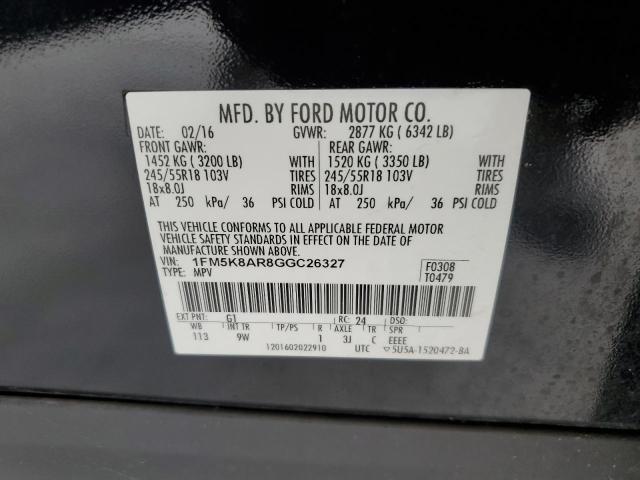 MFD. BY FORD MOTOR CO.
DATE: 02/16 GVWR: 2877 KG ( 6342 LB)
FRONT GAWR: REAR GAWR:
1452 KG ( 3200 LB) WITH 1520 KG ( 3350 LB) WITH
245/55R18 103V TIRES 245/55R18 103V TIRES
18x8.0J RIMS 18x8.0J RIMS
AT 250 kPa/ 36 PSI COLD AT 250 kPa/ 36 PSI COLD
THIS VEHICLE CONFORMS TO ALL APPLICABLE FEDERAL MOTOR
VEHICLE SAFETY STANDARDS IN EFFECT ON THE DATE OF
MANUFACTURE SHOWN ABOVE.
VIN: 1FM5K8AR8GGC26327 F0308
TYPE: MPV T0479
EXT PNT: G1 RC: 24 DSO:
WB INT TR TP/PS R AXLE TR SPR
113 9W 1 3J C EEEE
1201602022910 UTC ▽5U5A-1520472-BA